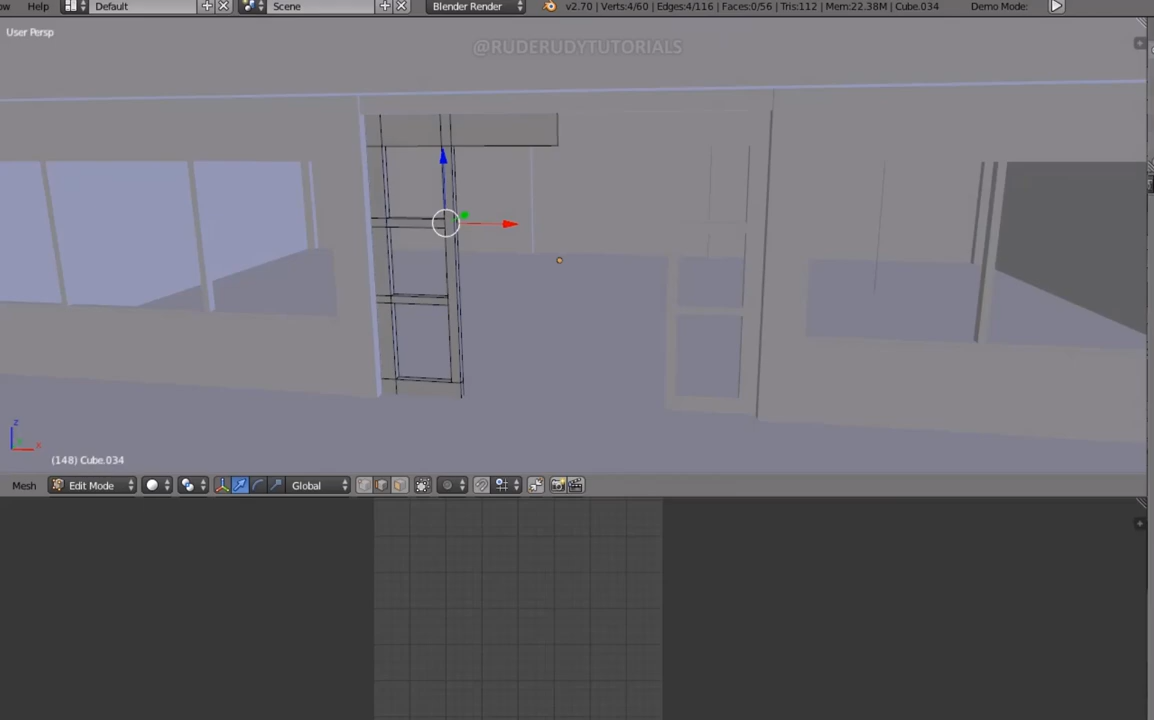 ow Help Default Scene Blender Render v2.70 | Verts:4/60 | Edges:4/116 | Faces:0/56 | Tris:112 | Mem:22.38M | Cube.034 Demo Mode:
User Persp
@RUDERUDYTUTORIALS
z
x
(148) Cube.034
Mesh Edit Mode Global